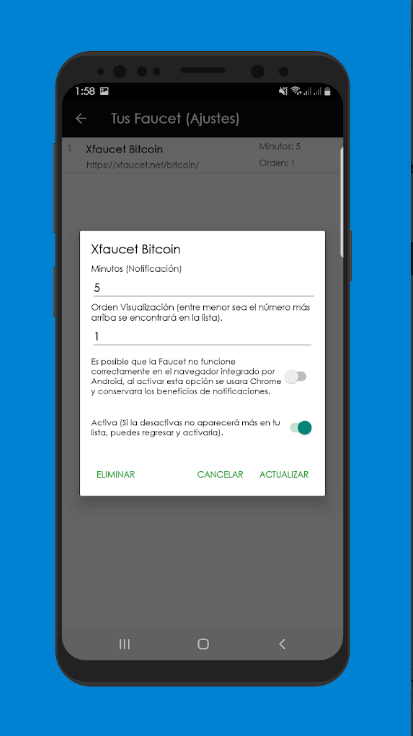 1:58
Tus Faucet (Ajustes)
1 Xfaucet Bitcoin Minutos: 5
https://xfaucet.net/bitcoin/ Orden: 1
Xfaucet Bitcoin
Minutos (Notificación)
5
Orden Visualización (entre menor sea el número más
arriba se encontrará en la lista).
1
Es posible que la Faucet no funcione
correctamente en el navegador integrado por
Android, al activar esta opción se usara Chrome
y conservara los beneficios de notificaciones.
Activa (Si la desactivas no aparecerá más en tu
lista, puedes regresar y activarla).
ELIMINAR CANCELAR ACTUALIZAR